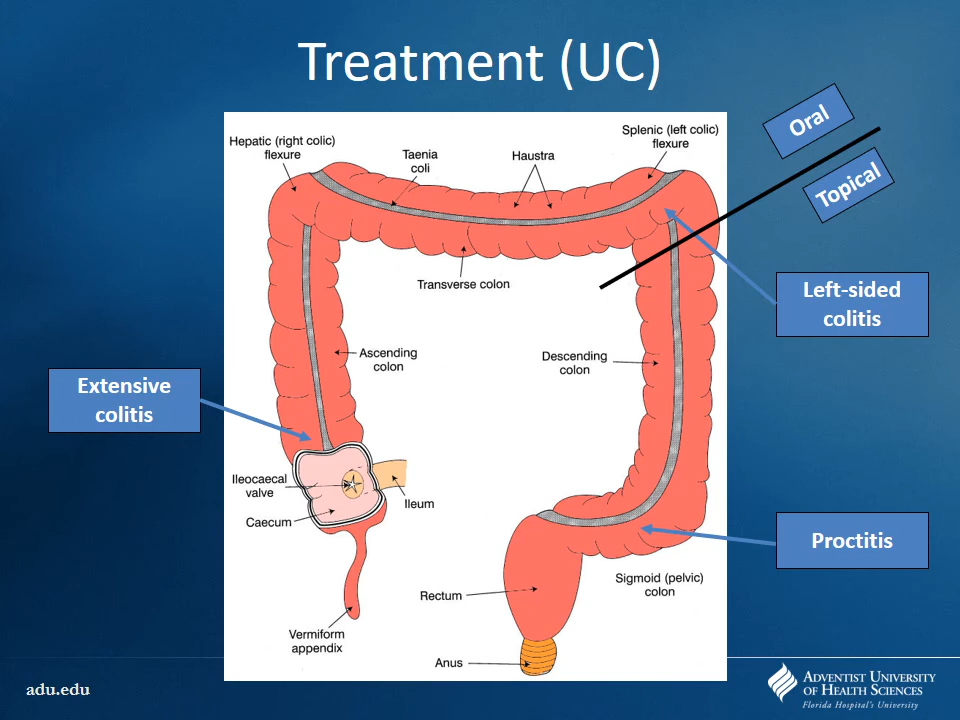 Treatment (UC)
Oral
Topical
Hepatic (right colic)
flexure
Taenia
coli
Haustra
Splenic (left colic)
flexure
Transverse colon
Left-sided
colitis
Ascending
colon
Descending
colon
Extensive
colitis
Ileocaecal
valve
Caecum
Ileum
Proctitis
Sigmoid (pelvic)
colon
Rectum
Vermiform
appendix
Anus
adu.edu
ADVENTIST UNIVERSITY
OF HEALTH SCIENCES
Florida Hospital's University